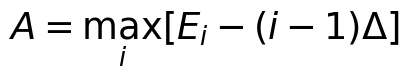 A = max_i [E_i − (i − 1)Δ]